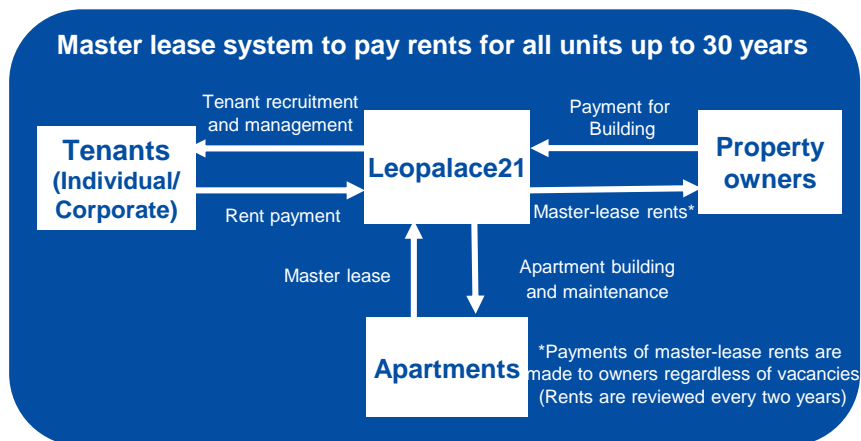 Master lease system to pay rents for all units up to 30 years
Tenant recruitment
and management
Payment for
Building
Tenants
(Individual/
Corporate)
Leopalace21
Property
owners
Rent payment
Master-lease rents*
Master lease
Apartment building
and maintenance
Apartments
*Payments of master-lease rents are
made to owners regardless of vacancies
(Rents are reviewed every two years)